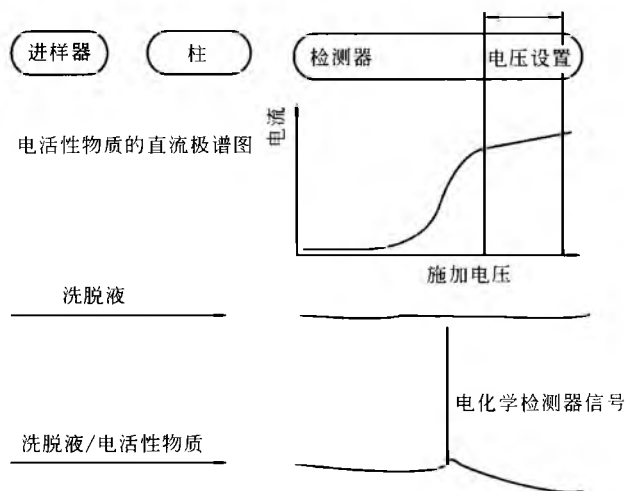 进样器
柱
检测器
电压设置
电活性物质的直流极谱图
电流
施加电压
洗脱液
电化学检测器信号
洗脱液/电活性物质